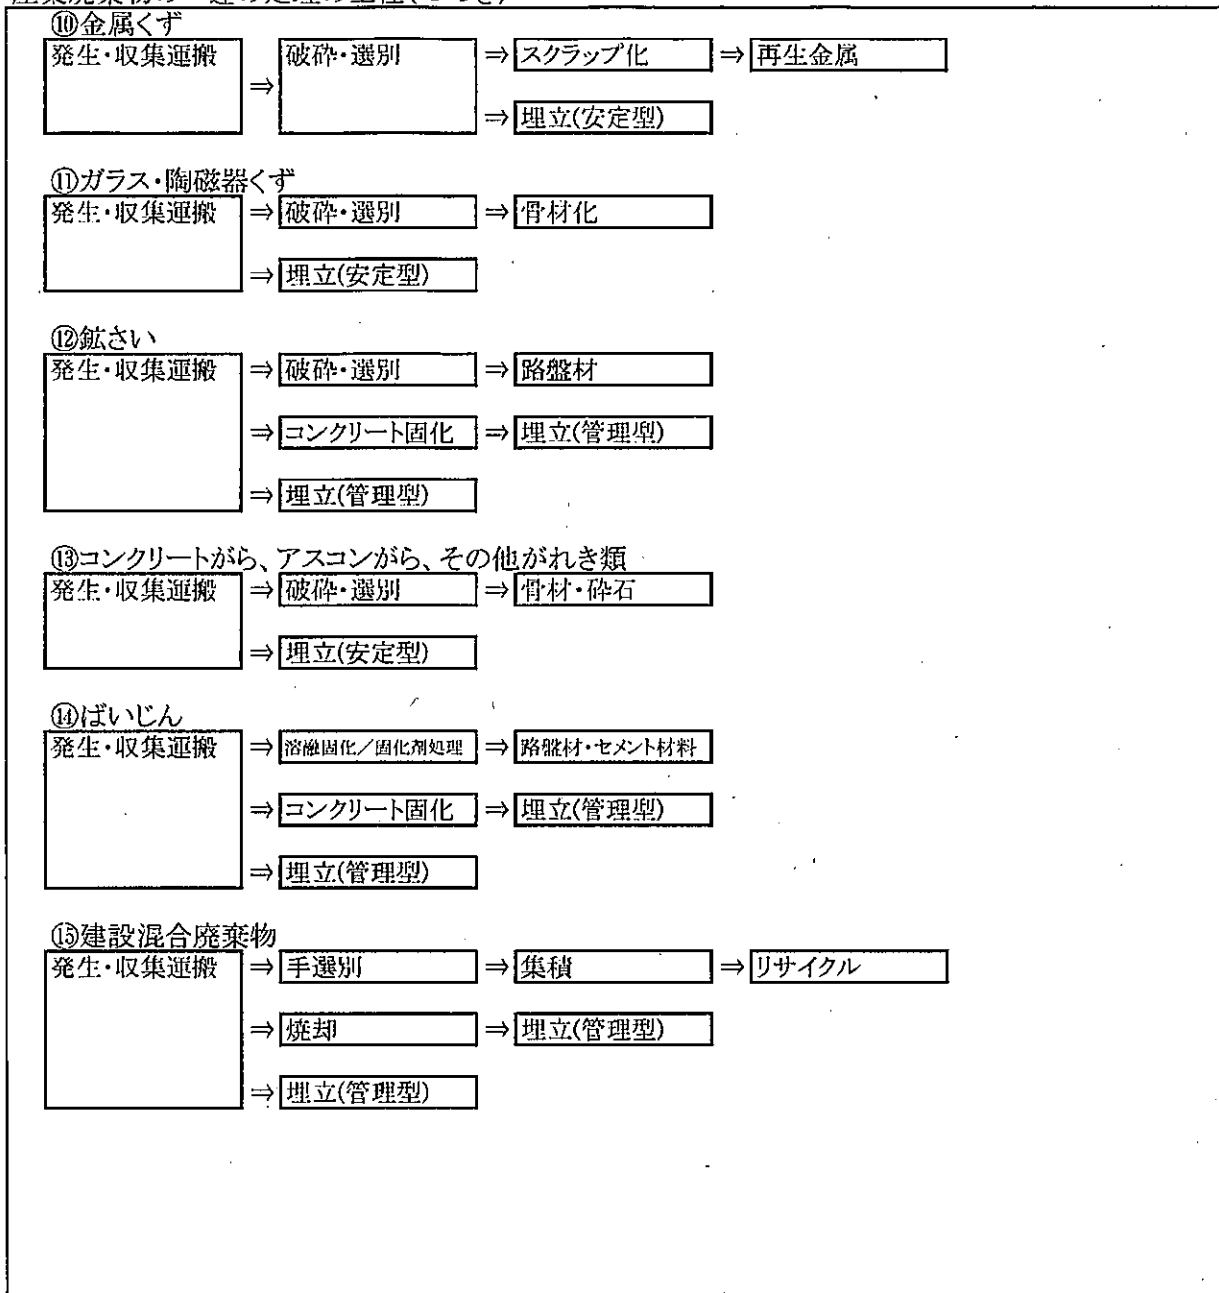 ⑩金属くず
発生・収集運搬 ⇒ 破砕・選別 ⇒ スクラップ化 ⇒ 再生金属
⇒ 埋立(安定型)
⑪ガラス・陶磁器くず
発生・収集運搬 ⇒ 破砕・選別 ⇒ 骨材化
⇒ 埋立(安定型)
⑫鉱さい
発生・収集運搬 ⇒ 破砕・選別 ⇒ 路盤材
⇒ コンクリート固化 ⇒ 埋立(管理型)
⇒ 埋立(管理型)
⑬コンクリートがら、アスコンがら、その他がれき類
発生・収集運搬 ⇒ 破砕・選別 ⇒ 骨材・砕石
⇒ 埋立(安定型)
⑭ばいじん
発生・収集運搬 ⇒ 溶融固化/固化剤処理 ⇒ 路盤材・セメント材料
⇒ コンクリート固化 ⇒ 埋立(管理型)
⇒ 埋立(管理型)
⑮建設混合廃棄物
発生・収集運搬 ⇒ 手選別 ⇒ 集積 ⇒ リサイクル
⇒ 焼却 ⇒ 埋立(管理型)
⇒ 埋立(管理型)